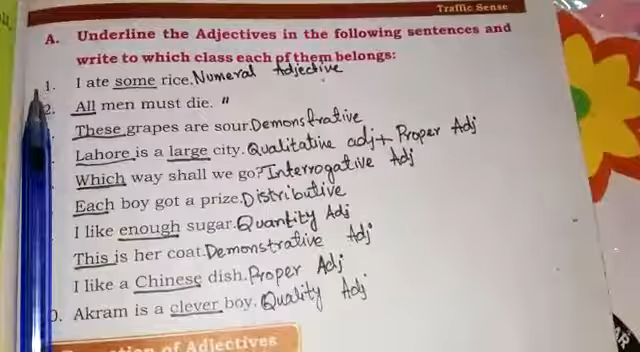 Traffic Sense
A. Underline the Adjectives in the following sentences and
write to which class each of them belongs:
1. I ate some rice. Numeral Adjective
2. All men must die. "
These grapes are sour. Demonstrative
Lahore is a large city. Qualitative adj + Proper Adj
Which way shall we go? Interrogative Adj
Each boy got a prize. Distributive
I like enough sugar. Quantity Adj
This is her coat. Demonstrative Adj
I like a Chinese dish. Proper Adj
0. Akram is a clever boy. Quality Adj
of Adjectives